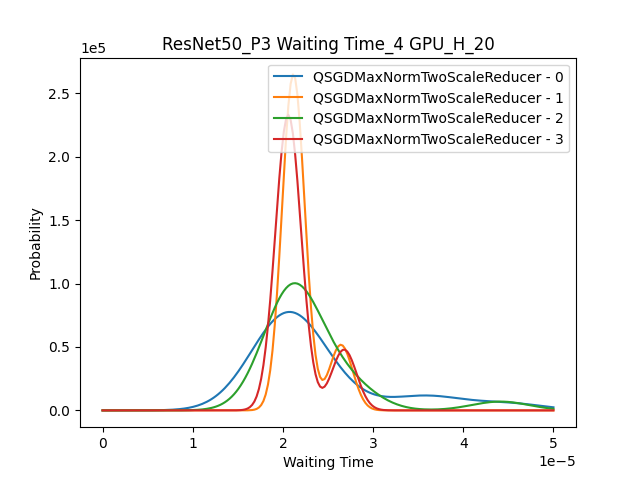 ResNet50_P3 Waiting Time_4 GPU_H_20
1e5
QSGDMaxNormTwoScaleReducer - 0
QSGDMaxNormTwoScaleReducer - 1
QSGDMaxNormTwoScaleReducer - 2
QSGDMaxNormTwoScaleReducer - 3
2.5
2.0
1.5
1.0
0.5
0.0
Probability
0 1 2 3 4 5
1e−5
Waiting Time